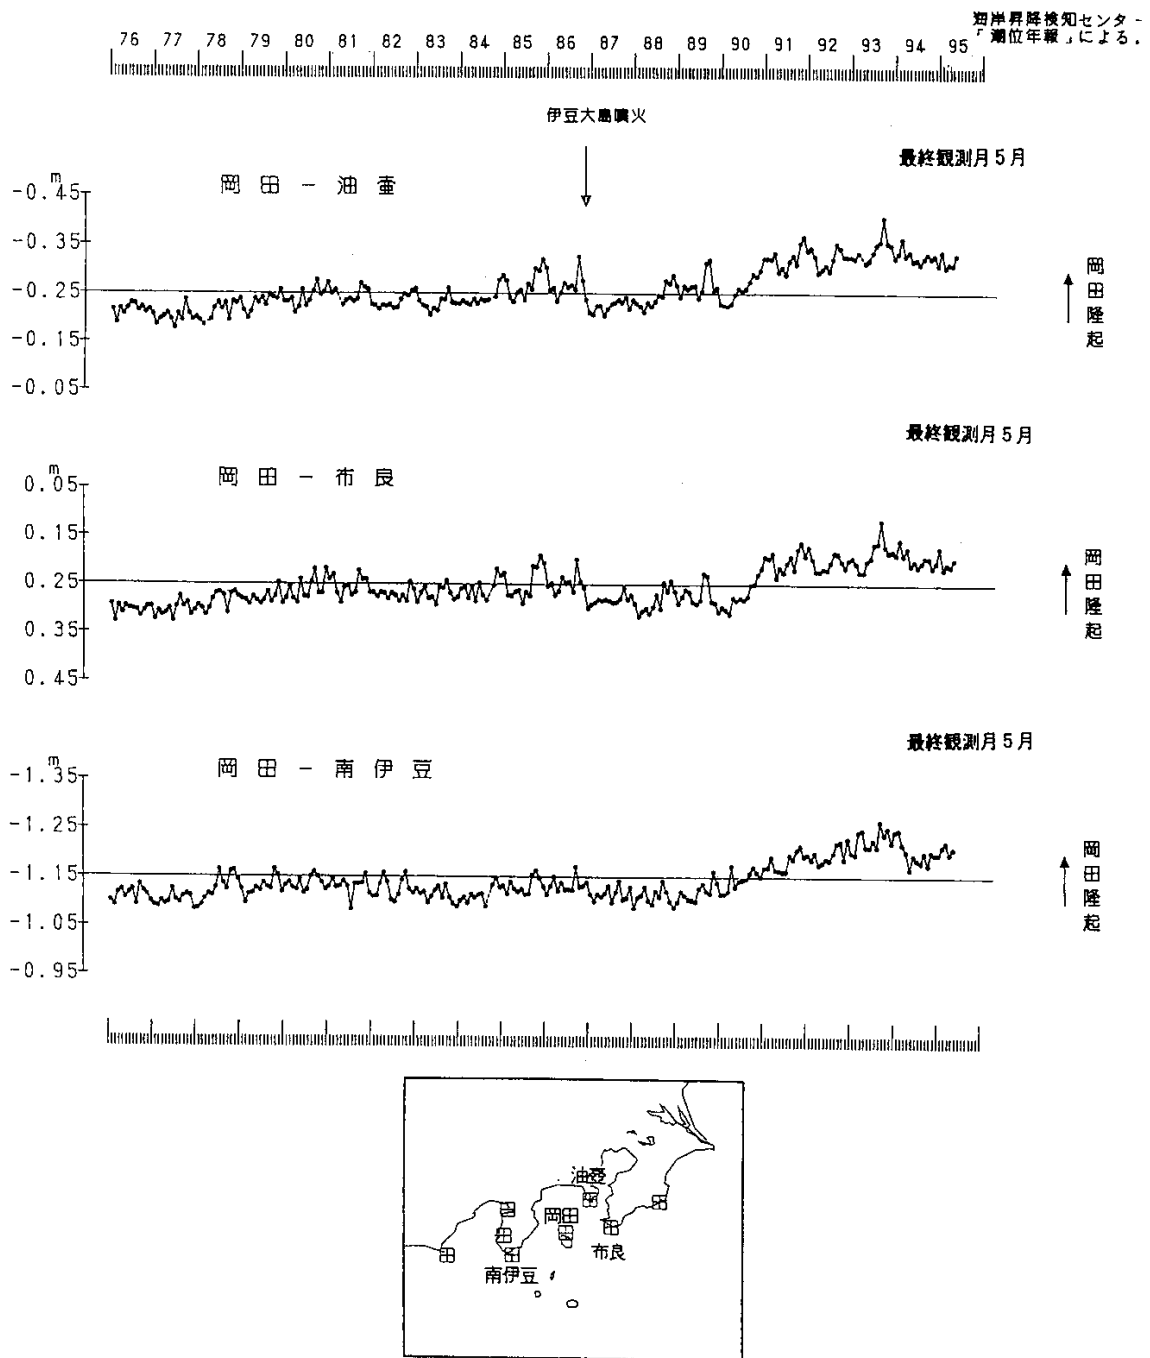 海岸昇降検知センター
「潮位年報」による.
76 77 78 79 80 81 82 83 84 85 86 87 88 89 90 91 92 93 94 95
伊豆大島噴火
最終観測月5月
岡田-油壷
m
-0.45
-0.35
-0.25
-0.15
-0.05
岡田隆起
最終観測月5月
岡田-布良
m
0.05
0.15
0.25
0.35
0.45
岡田隆起
最終観測月5月
岡田-南伊豆
m
-1.35
-1.25
-1.15
-1.05
-0.95
岡田隆起
油壺
岡田
布良
南伊豆